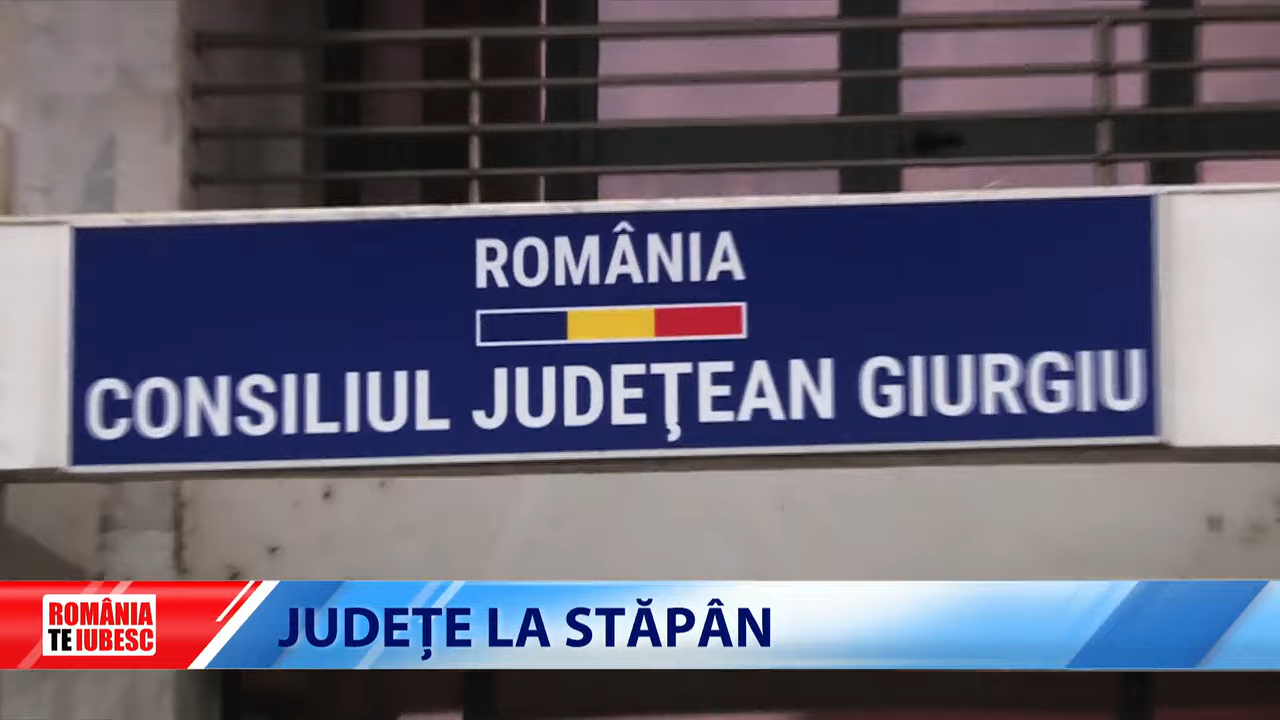 ROMÂNIA
CONSILIUL JUDEŢEAN GIURGIU
ROMÂNIA
TE IUBESC
JUDEȚE LA STĂPÂN